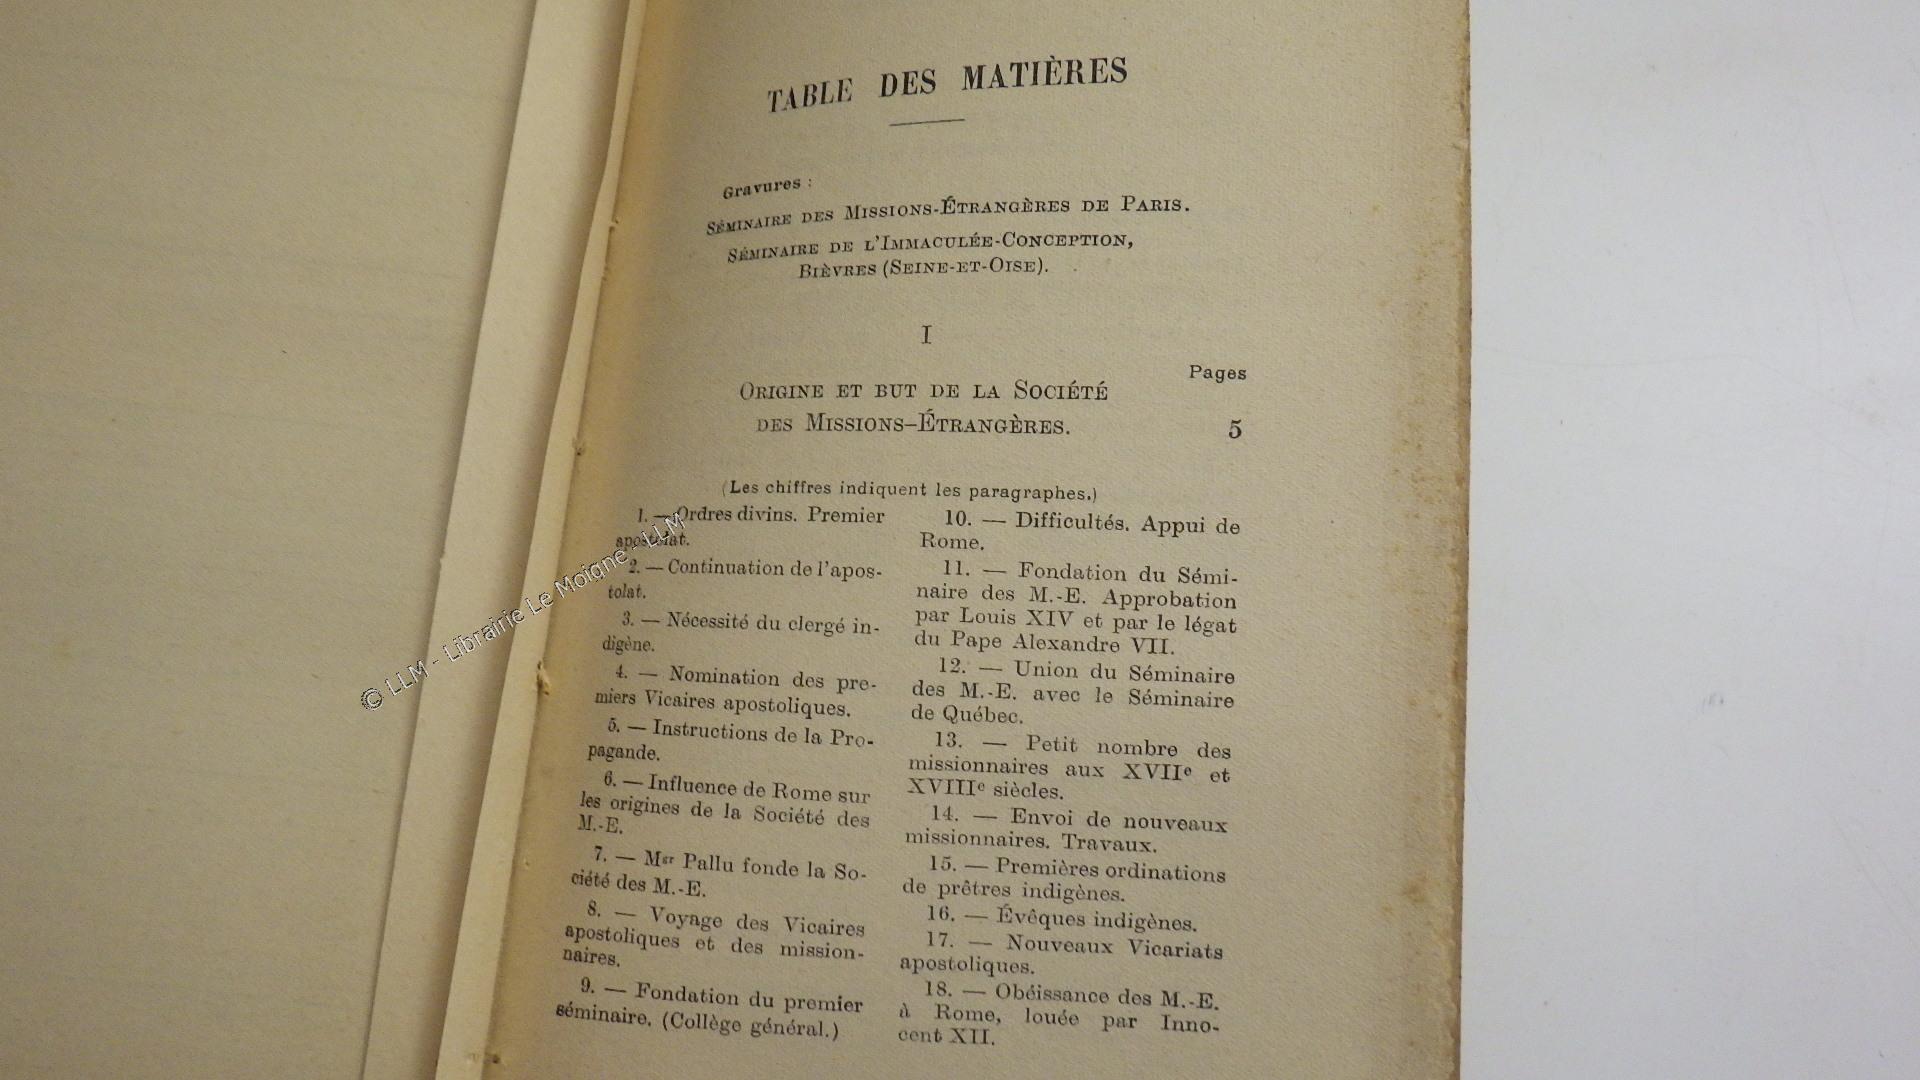 TABLE DES MATIÈRES
Gravures :
SÉMINAIRE DES MISSIONS-ÉTRANGÈRES DE PARIS.
SÉMINAIRE DE L'IMMACULÉE-CONCEPTION,
BIÈVRES (SEINE-ET-OISE).
I
Pages
ORIGINE ET BUT DE LA SOCIÉTÉ
DES MISSIONS-ÉTRANGÈRES. 5
(Les chiffres indiquent les paragraphes.)
1. — Ordres divins. Premier
apostolat.
2. — Continuation de l'apos-
tolat.
3. — Nécessité du clergé in-
digène.
4. — Nomination des pre-
miers Vicaires apostoliques.
5. — Instructions de la Pro-
pagande.
6. — Influence de Rome sur
les origines de la Société des
M.-E.
7. — Mgr Pallu fonde la So-
ciété des M.-E.
8. — Voyage des Vicaires
apostoliques et des mission-
naires.
9. — Fondation du premier
séminaire. (Collège général.)
10. — Difficultés. Appui de
Rome.
11. — Fondation du Sémi-
naire des M.-E. Approbation
par Louis XIV et par le légat
du Pape Alexandre VII.
12. — Union du Séminaire
des M.-E. avec le Séminaire
de Québec.
13. — Petit nombre des
missionnaires aux XVIIe et
XVIIIe siècles.
14. — Envoi de nouveaux
missionnaires. Travaux.
15. — Premières ordinations
de prêtres indigènes.
16. — Évêques indigènes.
17. — Nouveaux Vicariats
apostoliques.
18. — Obéissance des M.-E.
à Rome, louée par Inno-
cent XII.
© LLM - Librairie Le Moigne - LLM